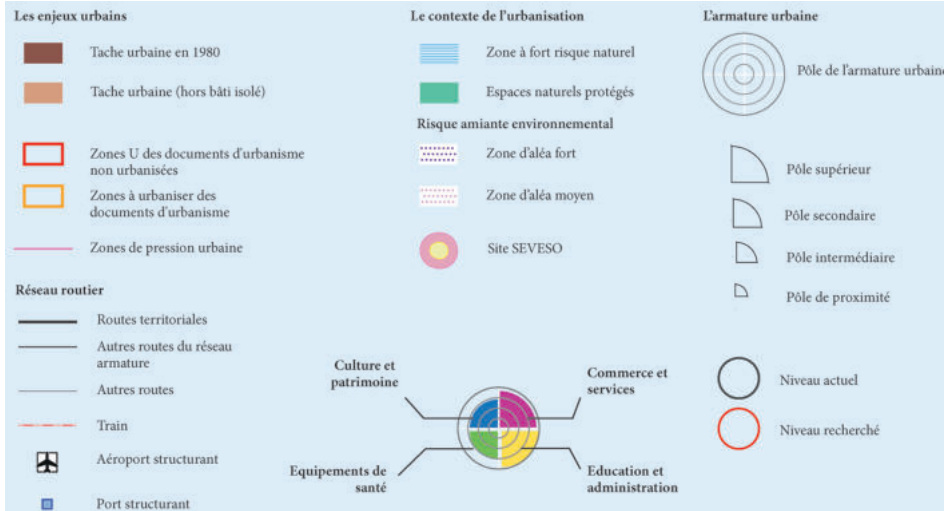 Les enjeux urbains
Tache urbaine en 1980
Tache urbaine (hors bâti isolé)
Zones U des documents d'urbanisme
non urbanisées
Zones à urbaniser des
documents d'urbanisme
Zones de pression urbaine
Réseau routier
Routes territoriales
Autres routes du réseau
armature
Autres routes
Train
Aéroport structurant
Port structurant
Le contexte de l'urbanisation
Zone à fort risque naturel
Espaces naturels protégés
Risque amiante environnemental
Zone d'aléa fort
Zone d'aléa moyen
Site SEVESO
Culture et
patrimoine
Commerce et
services
Equipements de
santé
Education et
administration
L'armature urbaine
Pôle de l'armature urbaine
Pôle supérieur
Pôle secondaire
Pôle intermédiaire
Pôle de proximité
Niveau actuel
Niveau recherché